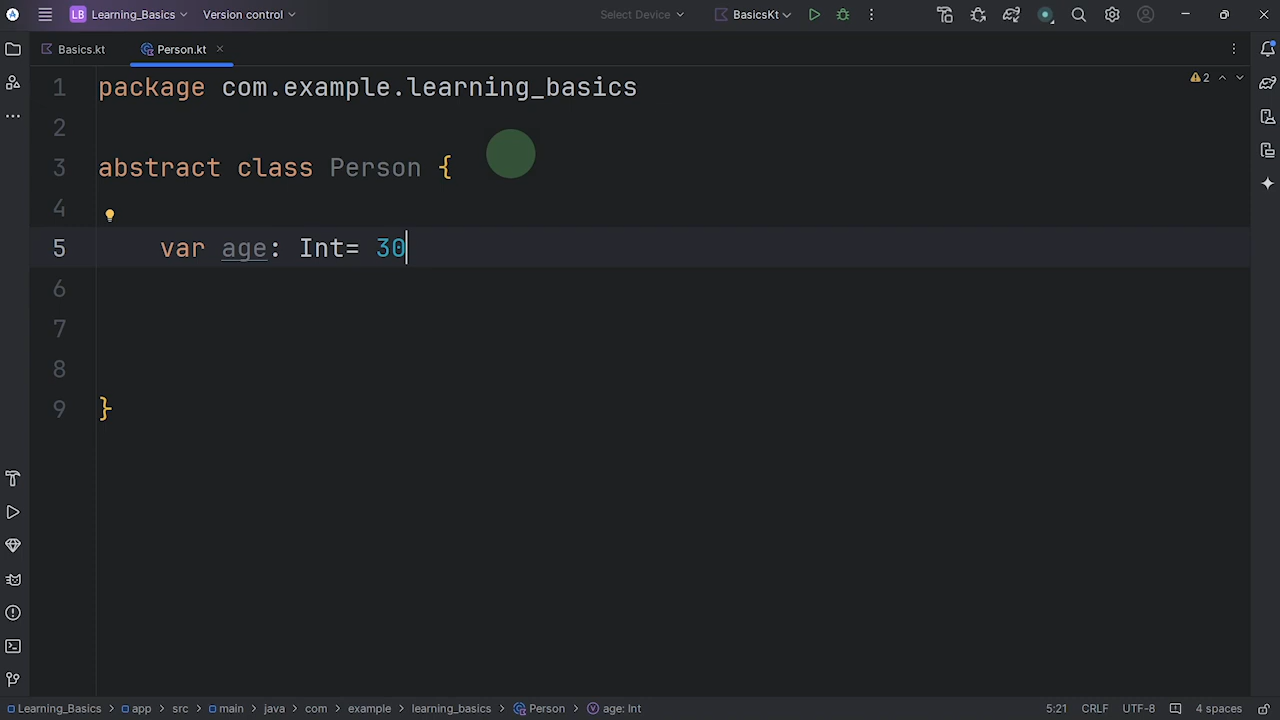 LB Learning_Basics Version control Select Device BasicsKt
Basics.kt Person.kt
2
1 package com.example.learning_basics
2
3 abstract class Person {
4
5 var age: Int= 30
6
7
8
9 }
Learning_Basics > app > src > main > java > com > example > learning_basics > Person > age: Int 5:21 CRLF UTF-8 4 spaces